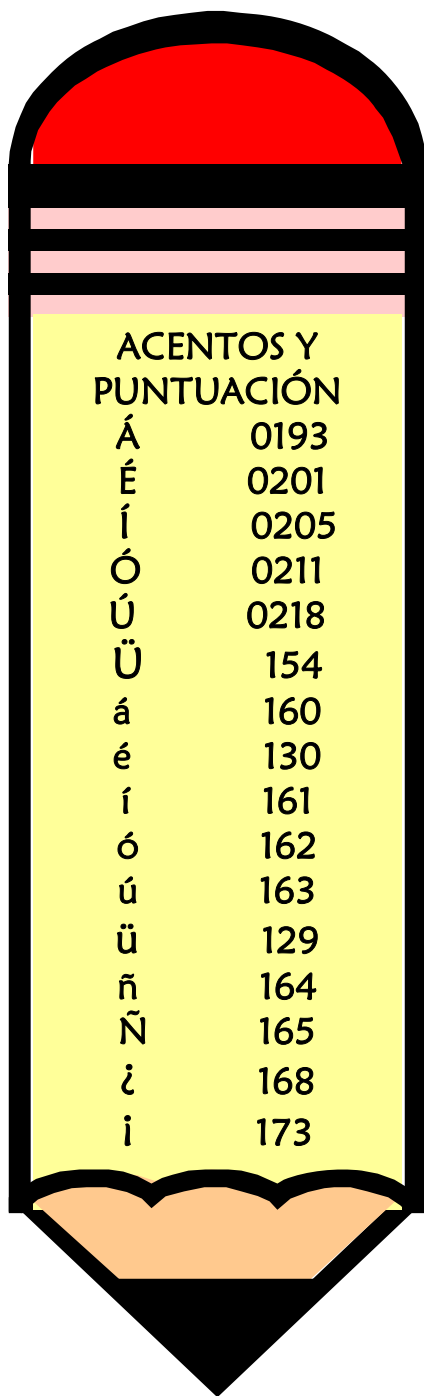 ACENTOS Y
PUNTUACIÓN
Á 0193
É 0201
Í 0205
Ó 0211
Ú 0218
Ü 154
á 160
é 130
í 161
ó 162
ú 163
ü 129
ñ 164
Ñ 165
¿ 168
¡ 173